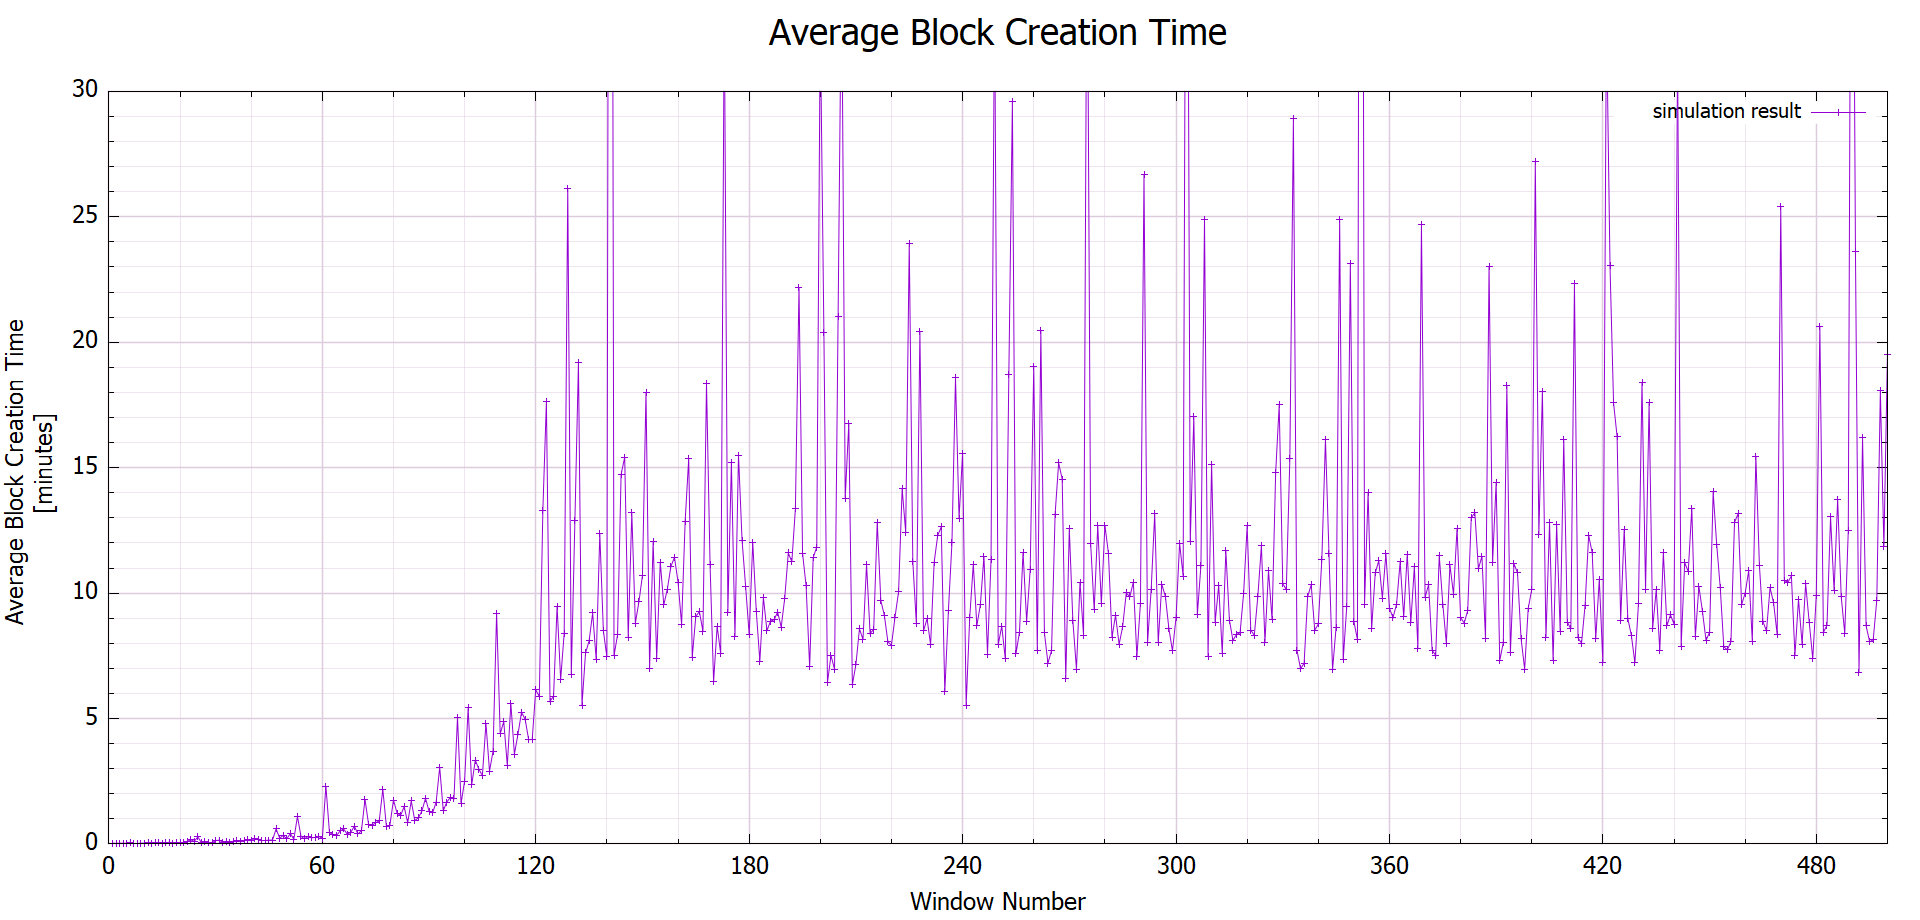 Average Block Creation Time
30
25
20
15
10
5
0
Average Block Creation Time
[minutes]
simulation result
0 60 120 180 240 300 360 420 480
Window Number